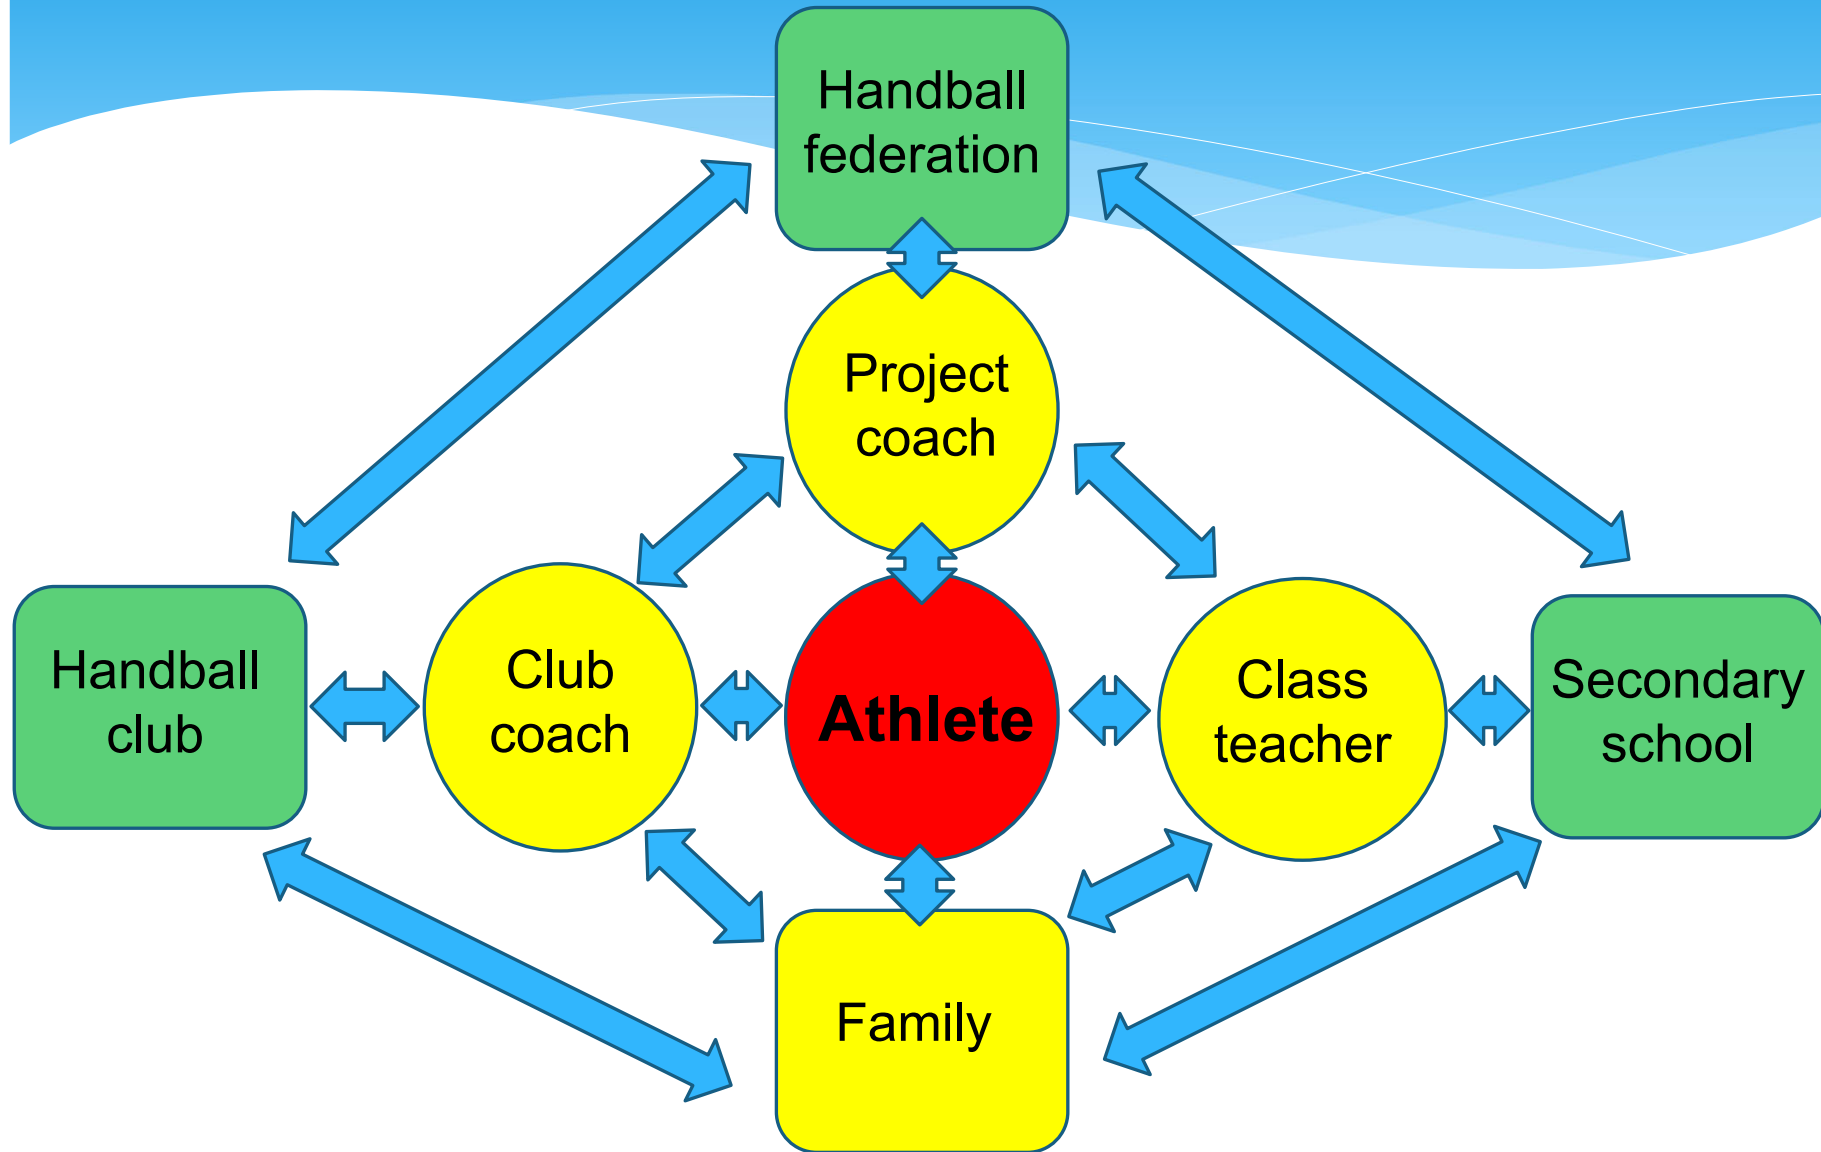 Handball
federation
Project
coach
Handball
club
Club
coach
Athlete
Class
teacher
Secondary
school
Family